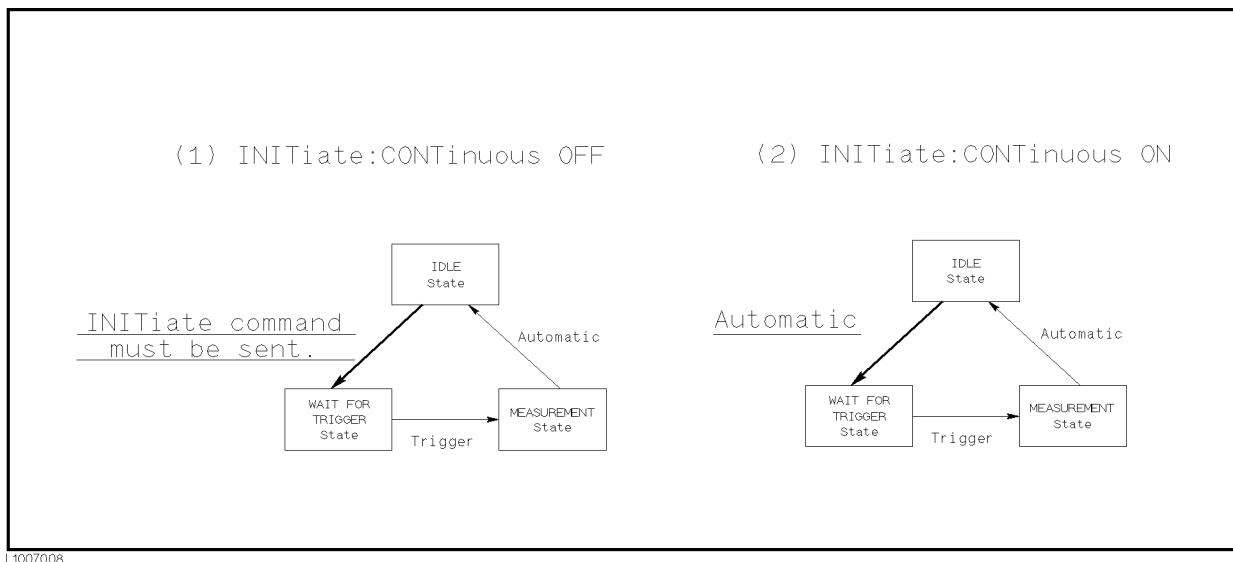 (1) INITiate:CONTinuous OFF
IDLE
State
INITiate command
must be sent.
Automatic
WAIT FOR
TRIGGER
State
Trigger
MEASUREMENT
State
(2) INITiate:CONTinuous ON
IDLE
State
Automatic
Automatic
WAIT FOR
TRIGGER
State
Trigger
MEASUREMENT
State
L1007008